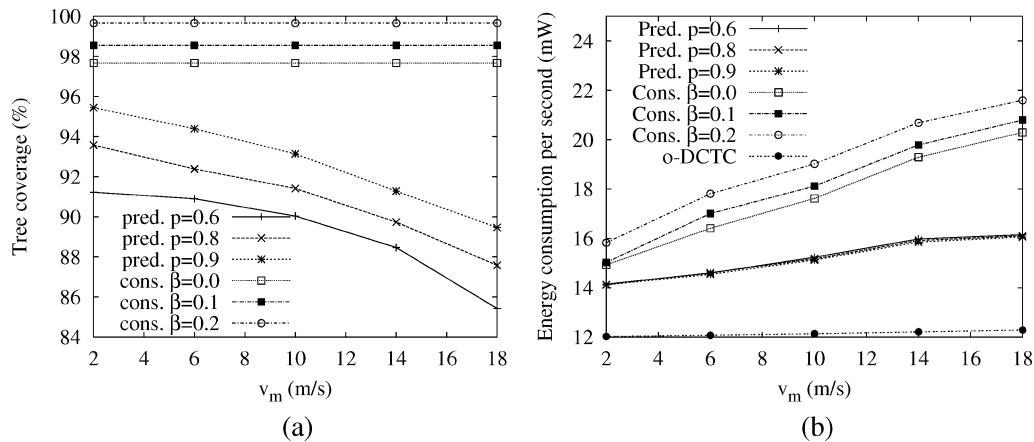 100
98
96
94
92
90
88
86
84
Tree coverage (%)
pred. p=0.6
pred. p=0.8
pred. p=0.9
cons. β=0.0
cons. β=0.1
cons. β=0.2
2 4 6 8 10 12 14 16 18
v_m (m/s)
(a)
24
22
20
18
16
14
12
Energy consumption per second (mW)
Pred. p=0.6
Pred. p=0.8
Pred. p=0.9
Cons. β=0.0
Cons. β=0.1
Cons. β=0.2
o-DCTC
2 4 6 8 10 12 14 16 18
v_m (m/s)
(b)